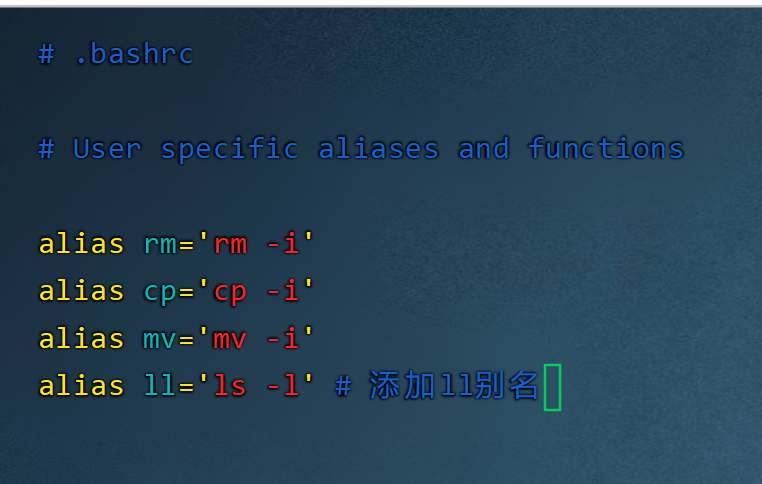 # .bashrc
# User specific aliases and functions
alias rm='rm -i'
alias cp='cp -i'
alias mv='mv -i'
alias ll='ls -l' # 添加ll别名